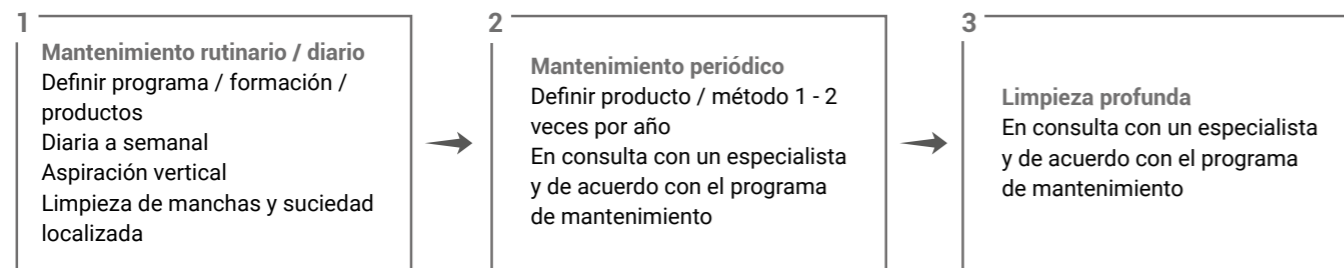 1
Mantenimiento rutinario / diario
Definir programa / formación /
productos
Diaria a semanal
Aspiración vertical
Limpieza de manchas y suciedad
localizada
2
Mantenimiento periódico
Definir producto / método 1 - 2
veces por año
En consulta con un especialista
y de acuerdo con el programa
de mantenimiento
3
Limpieza profunda
En consulta con un especialista
y de acuerdo con el programa
de mantenimiento